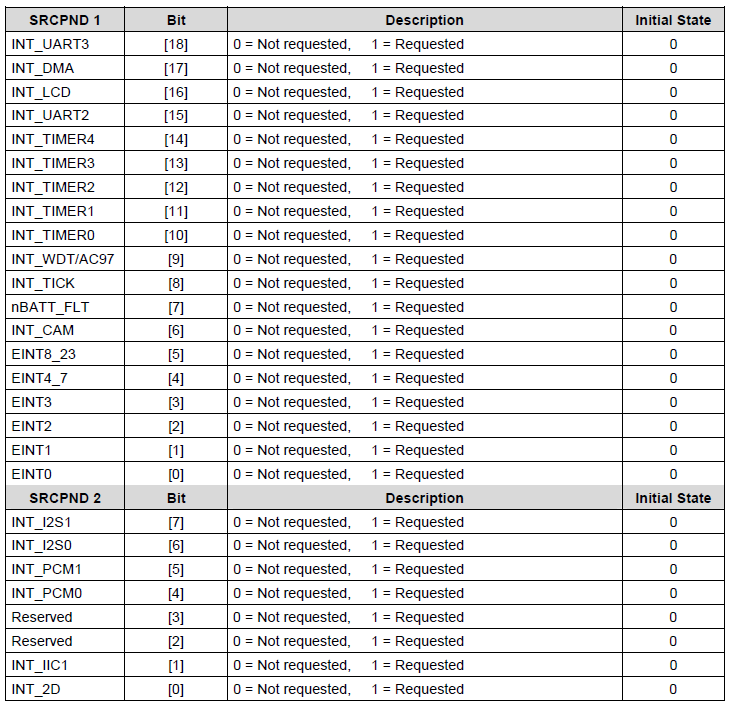 SRCPND 1 Bit Description Initial State
INT_UART3 [18] 0 = Not requested, 1 = Requested 0
INT_DMA [17] 0 = Not requested, 1 = Requested 0
INT_LCD [16] 0 = Not requested, 1 = Requested 0
INT_UART2 [15] 0 = Not requested, 1 = Requested 0
INT_TIMER4 [14] 0 = Not requested, 1 = Requested 0
INT_TIMER3 [13] 0 = Not requested, 1 = Requested 0
INT_TIMER2 [12] 0 = Not requested, 1 = Requested 0
INT_TIMER1 [11] 0 = Not requested, 1 = Requested 0
INT_TIMER0 [10] 0 = Not requested, 1 = Requested 0
INT_WDT/AC97 [9] 0 = Not requested, 1 = Requested 0
INT_TICK [8] 0 = Not requested, 1 = Requested 0
nBATT_FLT [7] 0 = Not requested, 1 = Requested 0
INT_CAM [6] 0 = Not requested, 1 = Requested 0
EINT8_23 [5] 0 = Not requested, 1 = Requested 0
EINT4_7 [4] 0 = Not requested, 1 = Requested 0
EINT3 [3] 0 = Not requested, 1 = Requested 0
EINT2 [2] 0 = Not requested, 1 = Requested 0
EINT1 [1] 0 = Not requested, 1 = Requested 0
EINT0 [0] 0 = Not requested, 1 = Requested 0
SRCPND 2 Bit Description Initial State
INT_I2S1 [7] 0 = Not requested, 1 = Requested 0
INT_I2S0 [6] 0 = Not requested, 1 = Requested 0
INT_PCM1 [5] 0 = Not requested, 1 = Requested 0
INT_PCM0 [4] 0 = Not requested, 1 = Requested 0
Reserved [3] 0 = Not requested, 1 = Requested 0
Reserved [2] 0 = Not requested, 1 = Requested 0
INT_IIC1 [1] 0 = Not requested, 1 = Requested 0
INT_2D [0] 0 = Not requested, 1 = Requested 0